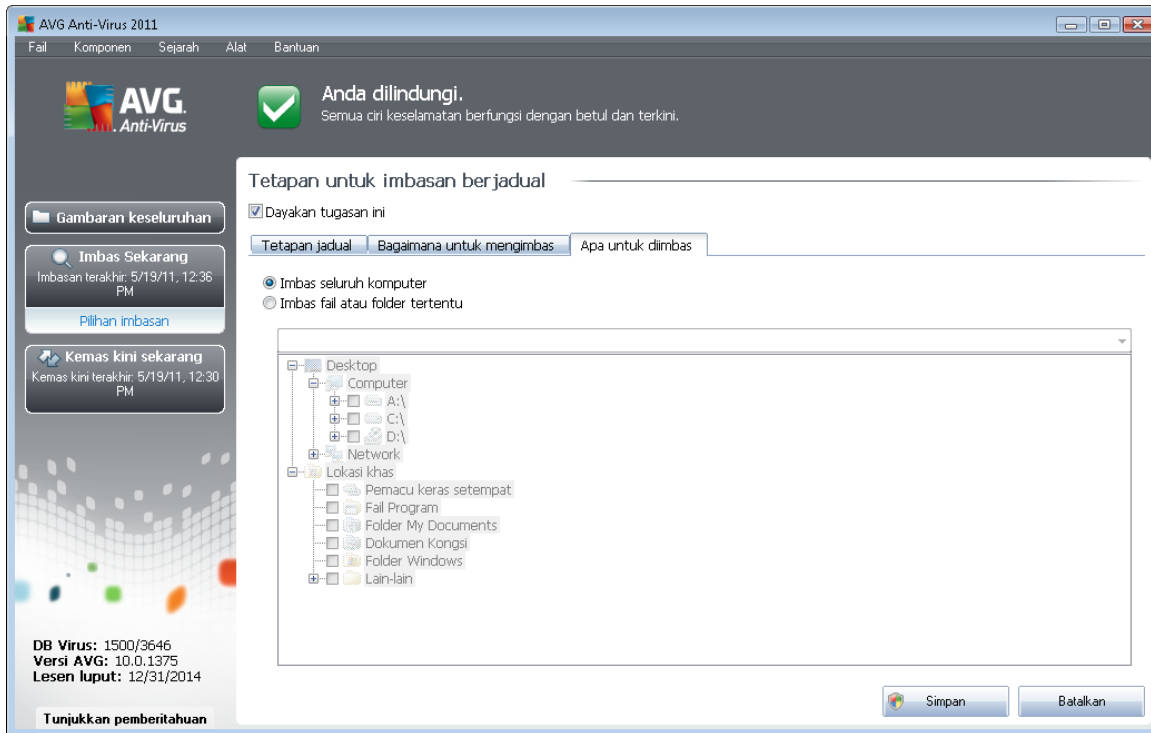 AVG Anti-Virus 2011
Fail Komponen Sejarah Alat Bantuan
AVG.
Anti-Virus
Anda dilindungi.
Semua ciri keselamatan berfungsi dengan betul dan terkini.
Gambaran keseluruhan
Imbas Sekarang
Imbasan terakhir: 5/19/11, 12:36
PM
Pilihan imbasan
Kemas kini sekarang
Kemas kini terakhir: 5/19/11, 12:30
PM
DB Virus: 1500/3646
Versi AVG: 10.0.1375
Lesen luput: 12/31/2014
Tunjukkan pemberitahuan
Tetapan untuk imbasan berjadual
Dayakan tugasan ini
Tetapan jadual Bagaimana untuk mengimbas Apa untuk diimbas
Imbas seluruh komputer
Imbas fail atau folder tertentu
Desktop
Computer
A:\
C:\
D:\
Network
Lokasi khas
Pemacu keras setempat
Fail Program
Folder My Documents
Dokumen Kongsi
Folder Windows
Lain-lain
Simpan Batalkan